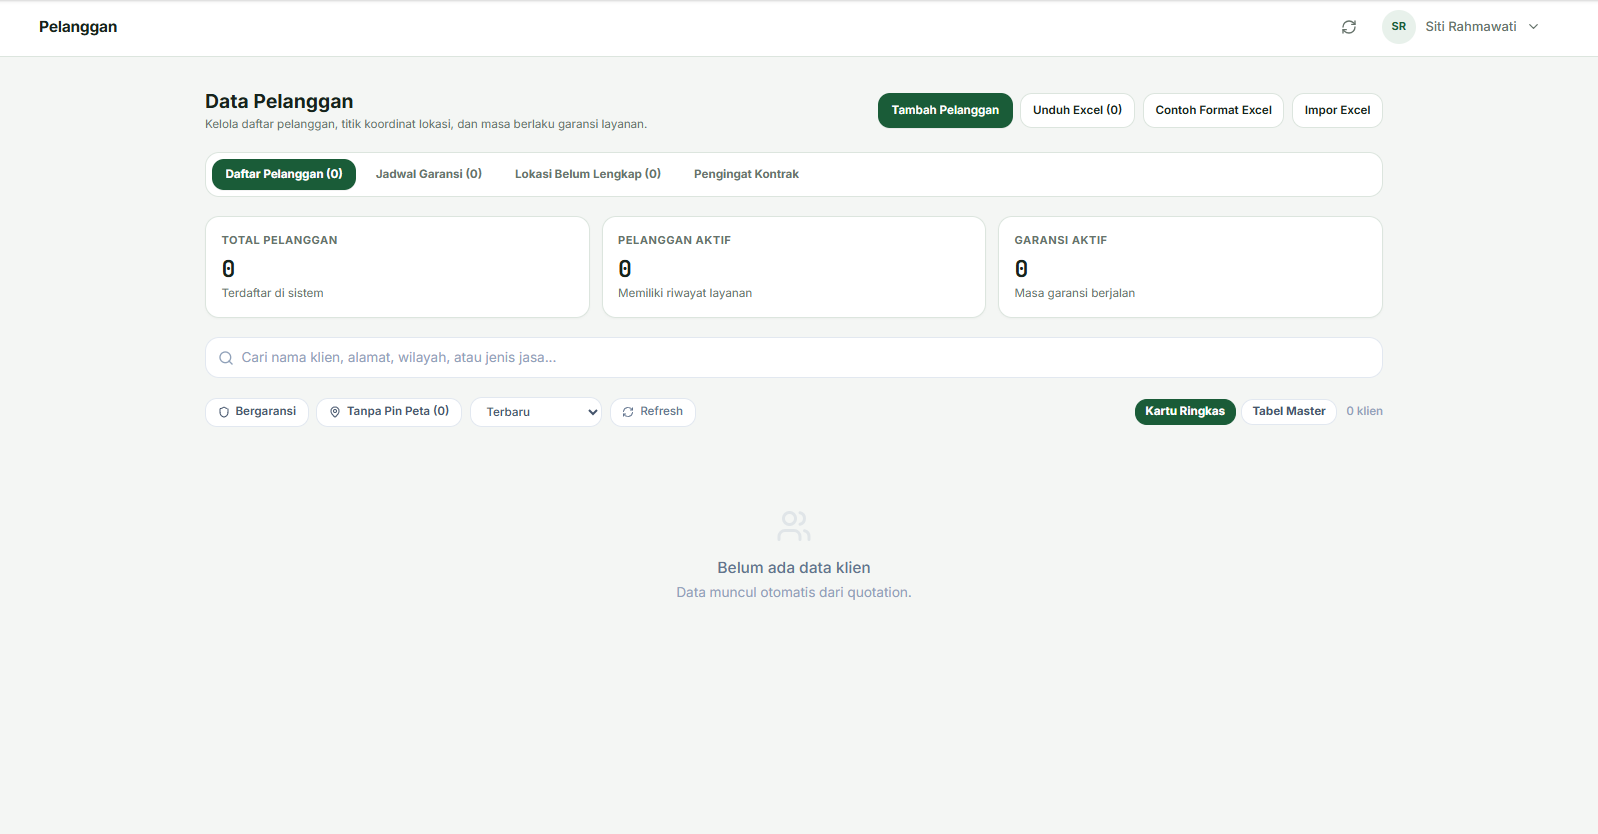 Pelanggan
SR Siti Rahmawati
Data Pelanggan
Kelola daftar pelanggan, titik koordinat lokasi, dan masa berlaku garansi layanan.
Tambah Pelanggan Unduh Excel (0) Contoh Format Excel Impor Excel
Daftar Pelanggan (0) Jadwal Garansi (0) Lokasi Belum Lengkap (0) Pengingat Kontrak
TOTAL PELANGGAN
0
Terdaftar di sistem
PELANGGAN AKTIF
0
Memiliki riwayat layanan
GARANSI AKTIF
0
Masa garansi berjalan
Cari nama klien, alamat, wilayah, atau jenis jasa...
Bergaransi Tanpa Pin Peta (0) Terbaru Refresh Kartu Ringkas Tabel Master 0 klien
Belum ada data klien
Data muncul otomatis dari quotation.